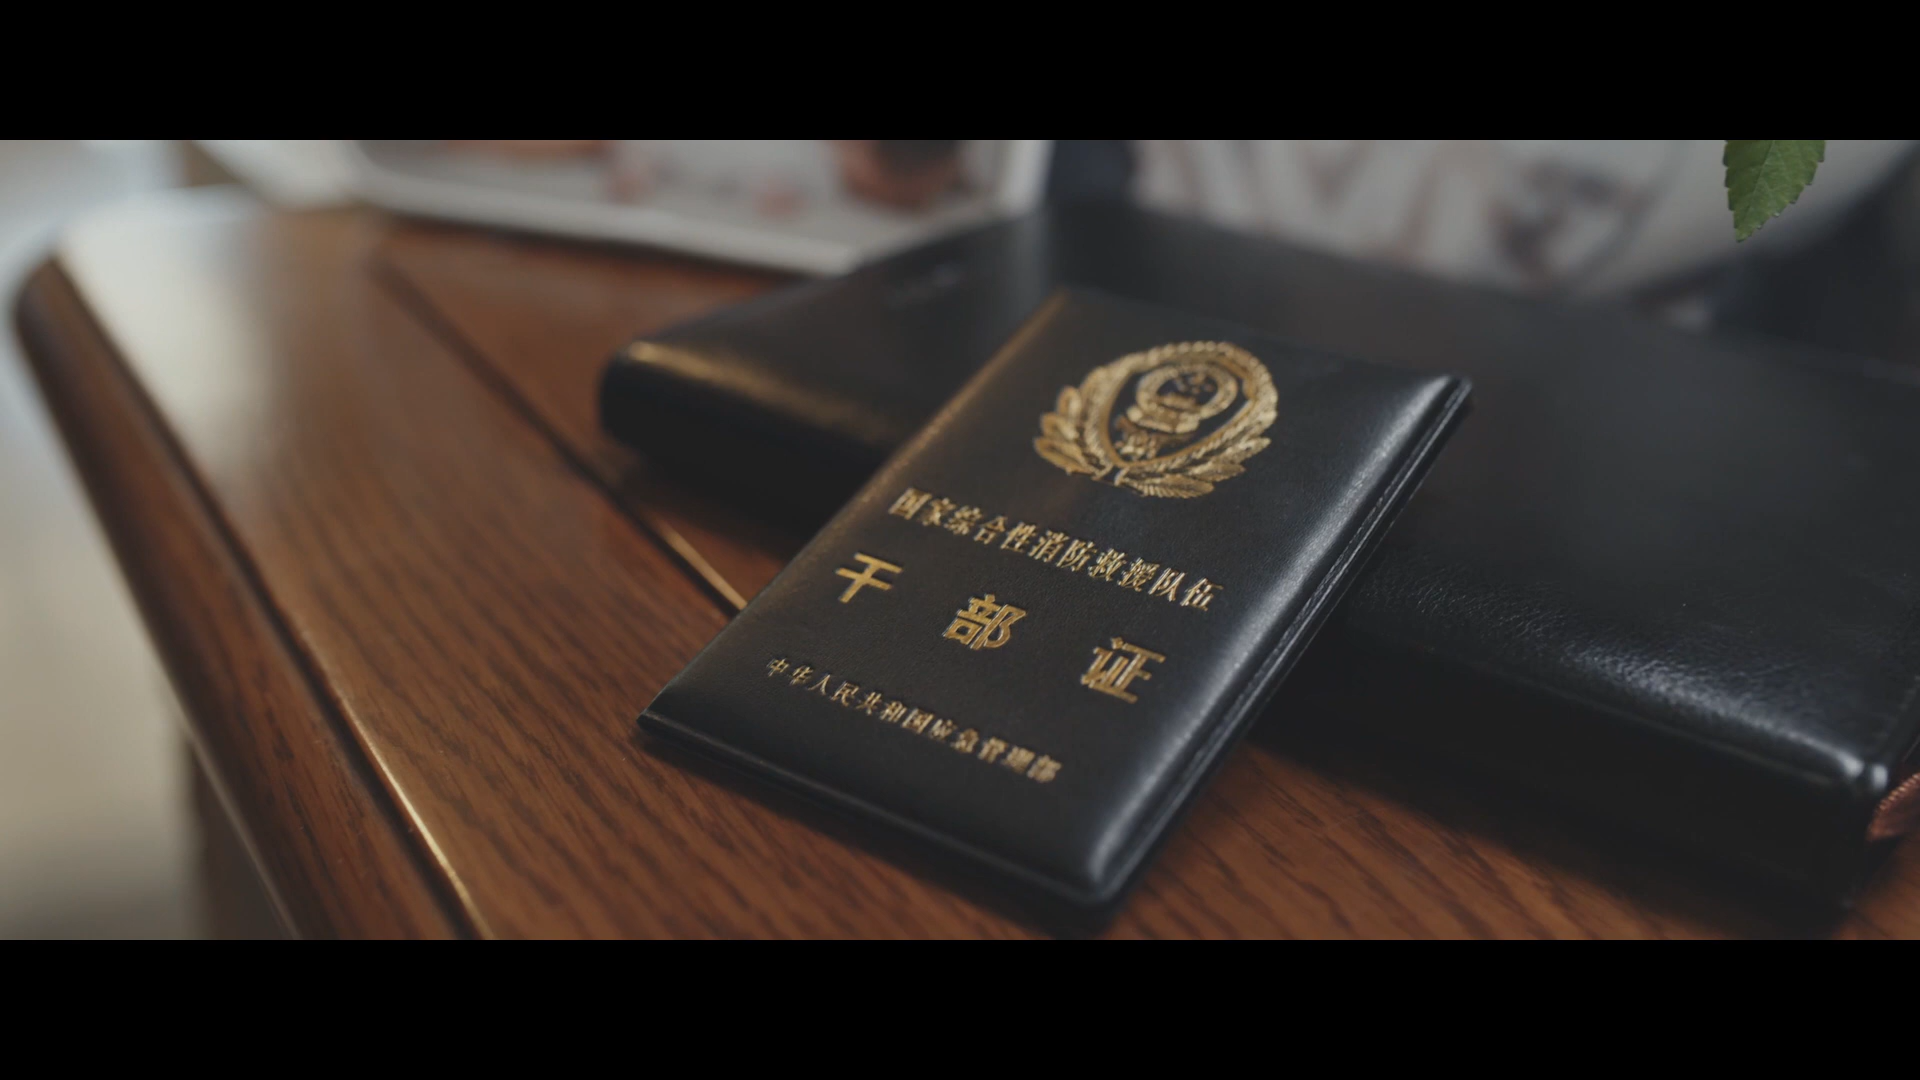 国家综合性消防救援队伍
干部证
中华人民共和国应急管理部